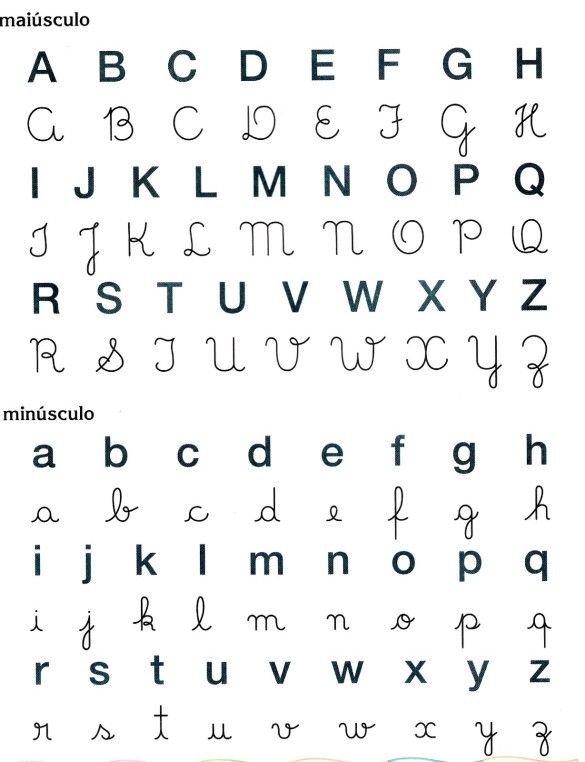 maiúsculo
A B C D E F G H
A B C D E F G H
I J K L M N O P Q
I J K L M N O P Q
R S T U V W X Y Z
R S T U V W X Y Z
minúsculo
a b c d e f g h
a b c d e f g h
i j k l m n o p q
i j k l m n o p q
r s t u v w x y z
r s t u v w x y z